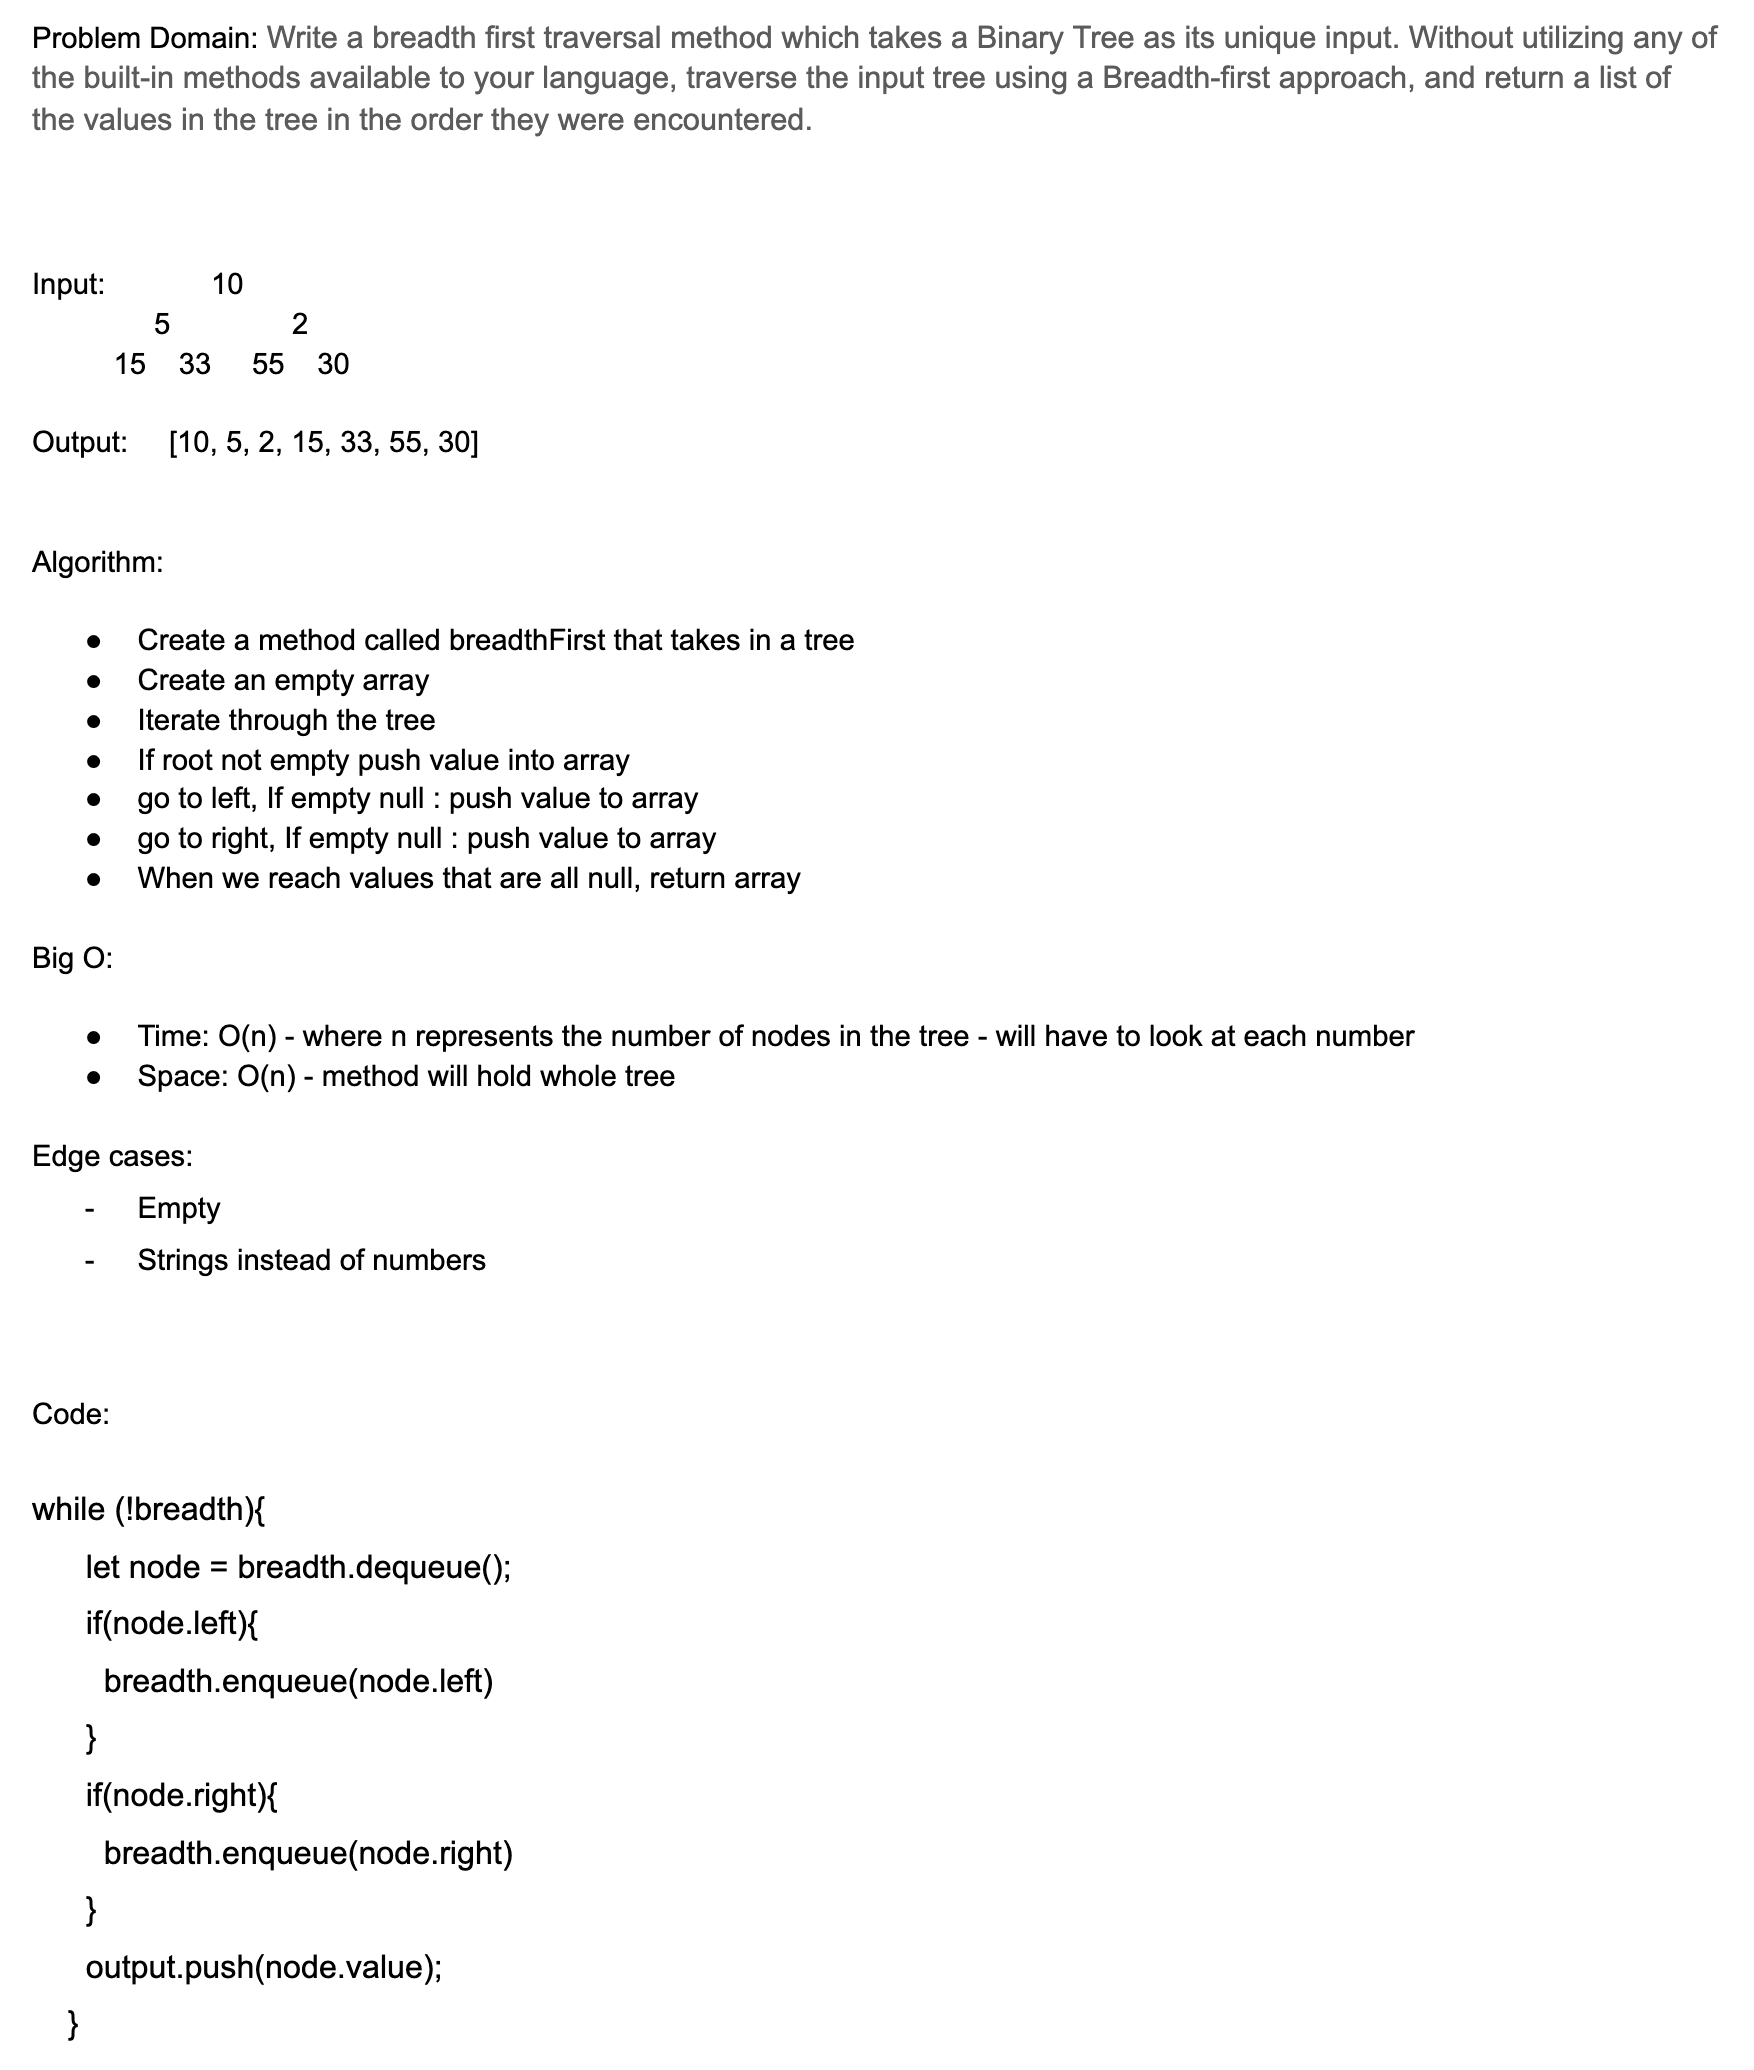 Problem Domain: Write a breadth first traversal method which takes a Binary Tree as its unique input. Without utilizing any of
the built-in methods available to your language, traverse the input tree using a Breadth-first approach, and return a list of
the values in the tree in the order they were encountered.
Input: 10
5 2
15 33 55 30
Output: [10, 5, 2, 15, 33, 55, 30]
Algorithm:
● Create a method called breadthFirst that takes in a tree
● Create an empty array
● Iterate through the tree
● If root not empty push value into array
● go to left, If empty null : push value to array
● go to right, If empty null : push value to array
● When we reach values that are all null, return array
Big O:
● Time: O(n) - where n represents the number of nodes in the tree - will have to look at each number
● Space: O(n) - method will hold whole tree
Edge cases:
- Empty
- Strings instead of numbers
Code:
while (!breadth){
let node = breadth.dequeue();
if(node.left){
breadth.enqueue(node.left)
}
if(node.right){
breadth.enqueue(node.right)
}
output.push(node.value);
}